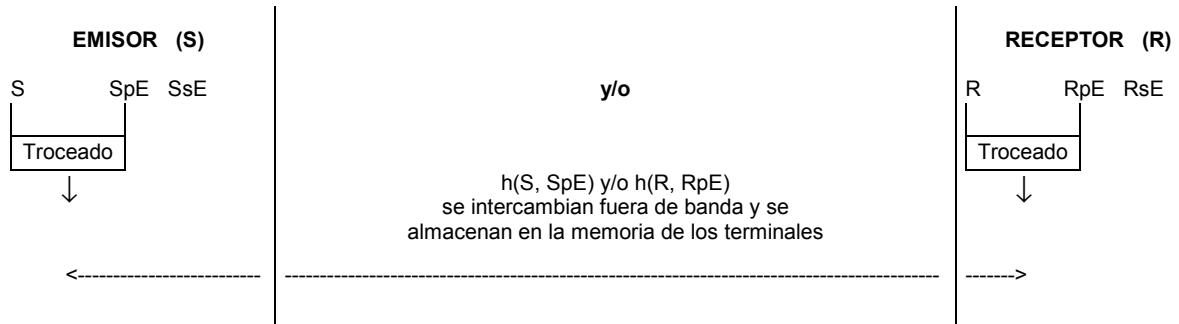 EMISOR (S)
RECEPTOR (R)
S SpE SsE
y/o
R RpE RsE
Troceado
Troceado
h(S, SpE) y/o h(R, RpE)
se intercambian fuera de banda y se
almacenan en la memoria de los terminales